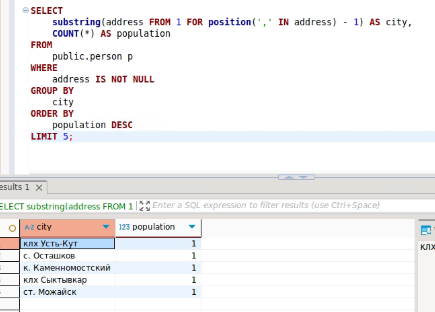 SELECT
substring(address FROM 1 FOR position(',' IN address) - 1) AS city,
COUNT(*) AS population
FROM
public.person p
WHERE
address IS NOT NULL
GROUP BY
city
ORDER BY
population DESC
LIMIT 5;
esults 1 ×
ELECT substring(address FROM 1 Enter a SQL expression to filter results (use Ctrl+Space)
A-Z city 123 population
клх Усть-Кут 1
с. Осташков 1
к. Каменномостский 1
клх Сыктывкар 1
ст. Можайск 1
клх